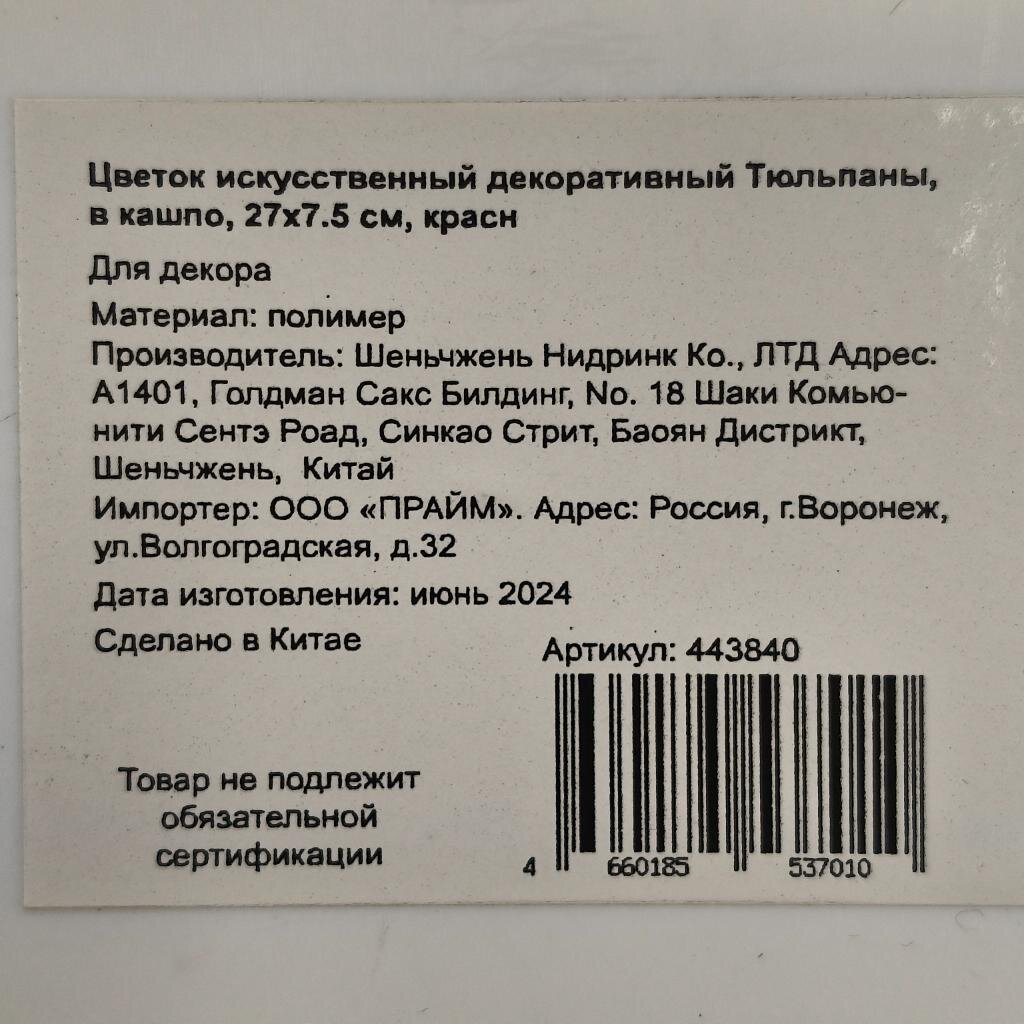 Цветок искусственный декоративный Тюльпаны,
в кашпо, 27х7.5 см, красн
Для декора
Материал: полимер
Производитель: Шеньчжень Нидринк Ко., ЛТД Адрес:
А1401, Голдман Сакс Билдинг, No. 18 Шаки Комью-
нити Сентэ Роад, Синкао Стрит, Баоян Дистрикт,
Шеньчжень,  Китай
Импортер: ООО «ПРАЙМ». Адрес: Россия, г.Воронеж,
ул.Волгоградская, д.32
Дата изготовления: июнь 2024
Сделано в Китае
Артикул: 443840
Товар не подлежит
обязательной
сертификации
4 660185 537010